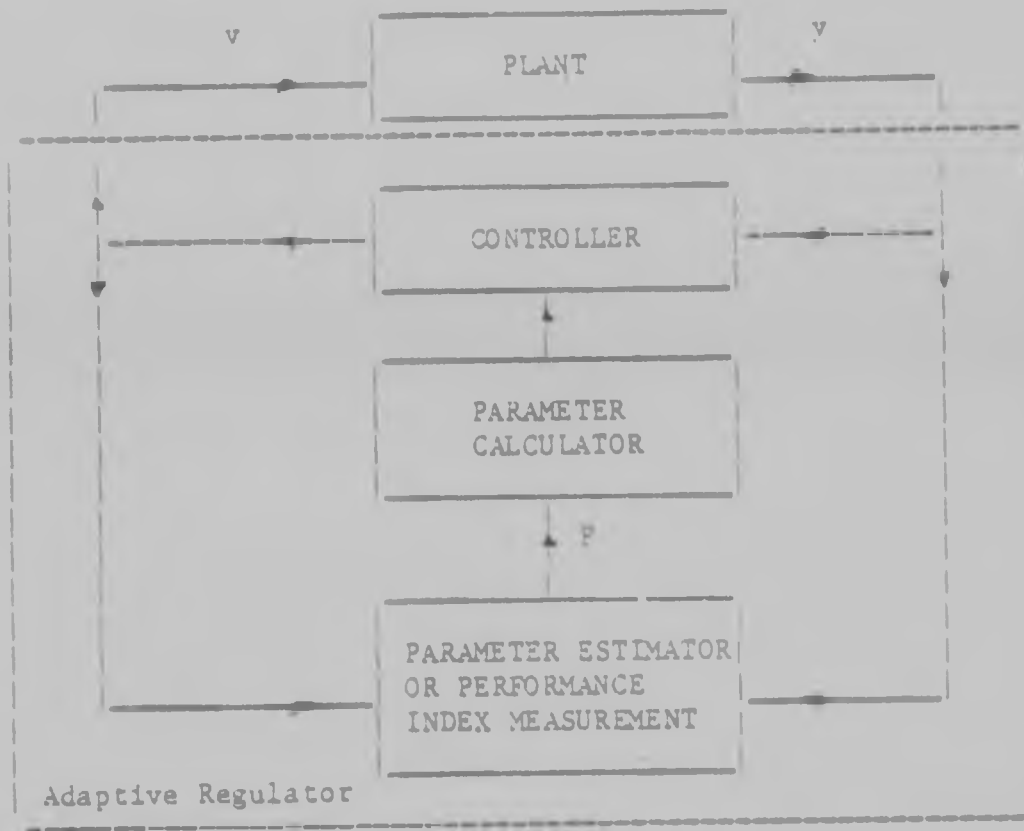 v
y
PLANT
CONTROLLER
PARAMETER
CALCULATOR
P
PARAMETER ESTIMATOR
OR PERFORMANCE
INDEX MEASUREMENT
Adaptive Regulator